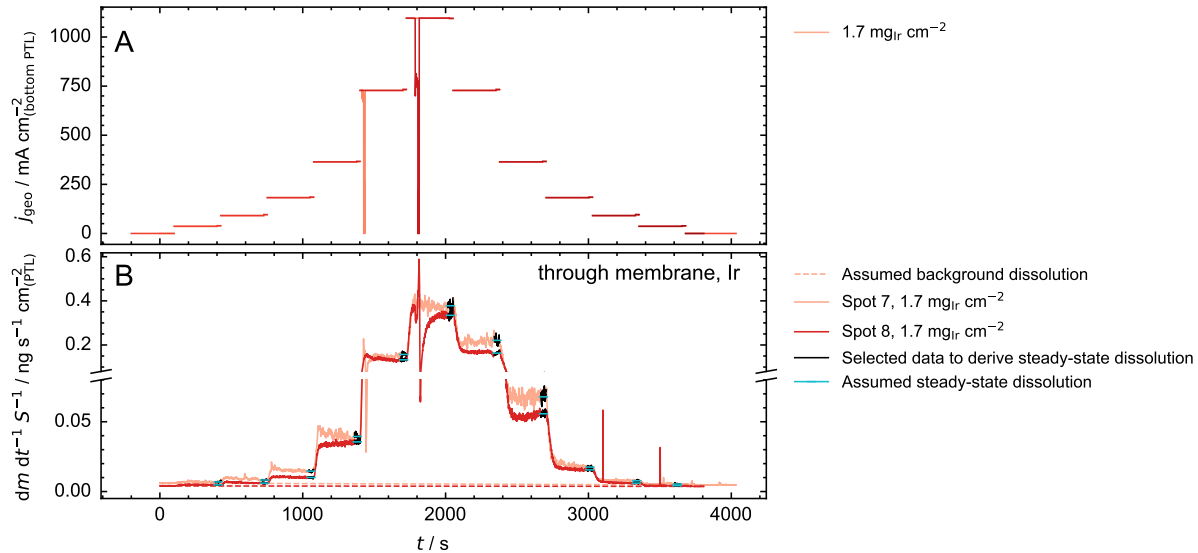 A
1000
750
500
250
0
j_geo / mA cm⁻²_(bottom PTL)
1.7 mg_Ir cm⁻²
B
through membrane, Ir
0.6
0.4
0.2
0.05
0.00
dm dt⁻¹ S⁻¹ / ng s⁻¹ cm⁻²_(PTL)
0 1000 2000 3000 4000
t / s
Assumed background dissolution
Spot 7, 1.7 mg_Ir cm⁻²
Spot 8, 1.7 mg_Ir cm⁻²
Selected data to derive steady-state dissolution
Assumed steady-state dissolution